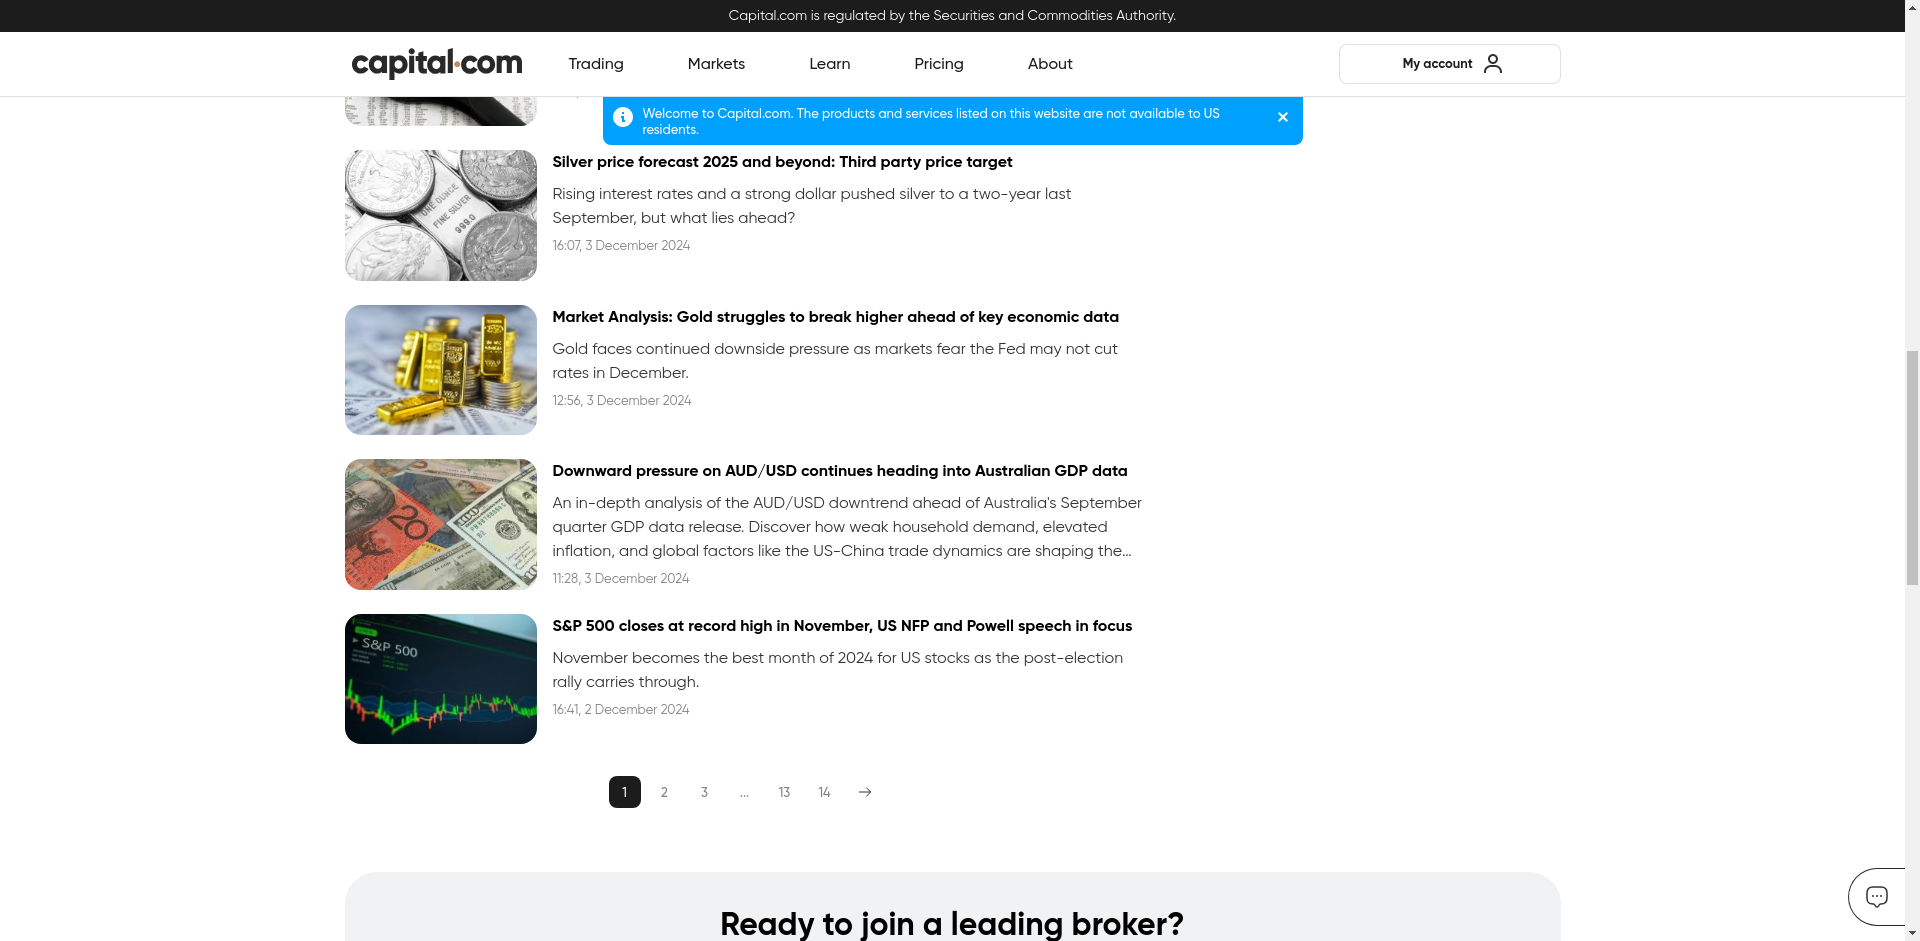 Capital.com is regulated by the Securities and Commodities Authority.
capital.com
Trading
Markets
Learn
Pricing
About
My account
Welcome to Capital.com. The products and services listed on this website are not available to US
residents.
Silver price forecast 2025 and beyond: Third party price target
Rising interest rates and a strong dollar pushed silver to a two-year last
September, but what lies ahead?
16:07, 3 December 2024
ONE OUNCE
FINE SILVER
999.0
Market Analysis: Gold struggles to break higher ahead of key economic data
Gold faces continued downside pressure as markets fear the Fed may not cut
rates in December.
12:56, 3 December 2024
Downward pressure on AUD/USD continues heading into Australian GDP data
An in-depth analysis of the AUD/USD downtrend ahead of Australia's September
quarter GDP data release. Discover how weak household demand, elevated
inflation, and global factors like the US-China trade dynamics are shaping the...
11:28, 3 December 2024
20
100
S&P 500 closes at record high in November, US NFP and Powell speech in focus
November becomes the best month of 2024 for US stocks as the post-election
rally carries through.
16:41, 2 December 2024
S&P 500
1 2 3 ... 13 14
Ready to join a leading broker?